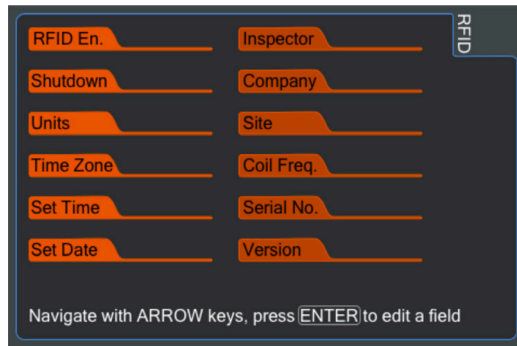 RFID
RFID En.
Inspector
Shutdown
Company
Units
Site
Time Zone
Coil Freq.
Set Time
Serial No.
Set Date
Version
Navigate with ARROW keys, press ENTER to edit a field